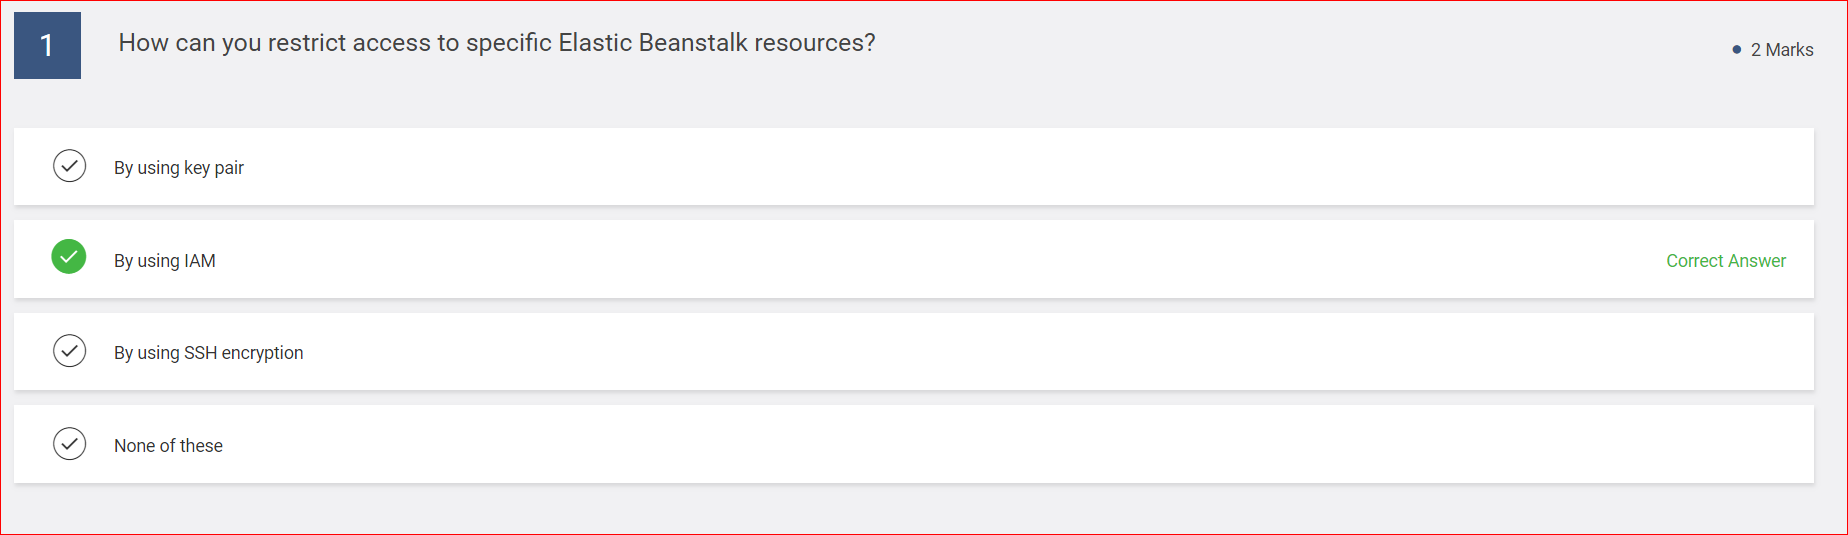 1
How can you restrict access to specific Elastic Beanstalk resources?
2 Marks
By using key pair
By using IAM
Correct Answer
By using SSH encryption
None of these